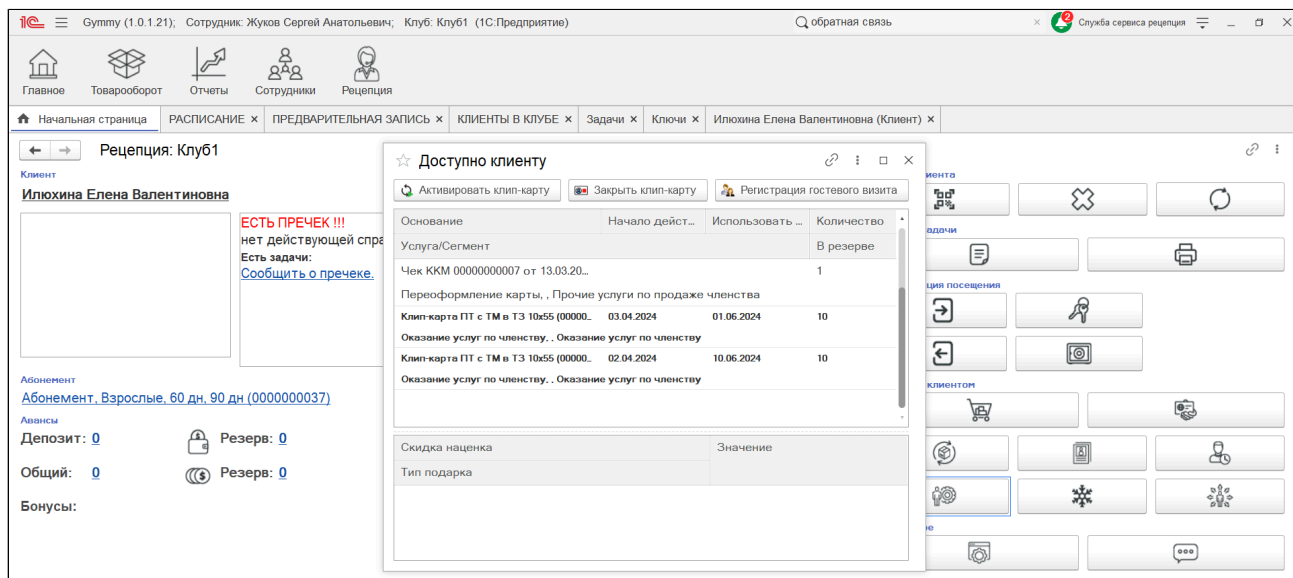 1С Gymmy (1.0.1.21); Сотрудник: Жуков Сергей Анатольевич; Клуб: Клуб1 (1С:Предприятие) обратная связь × 2 Служба сервиса рецепция
Главное Товарооборот Отчеты Сотрудники Рецепция
Начальная страница РАСПИСАНИЕ × ПРЕДВАРИТЕЛЬНАЯ ЗАПИСЬ × КЛИЕНТЫ В КЛУБЕ × Задачи × Ключи × Илюхина Елена Валентиновна (Клиент) ×
Рецепция: Клуб1
Клиент
Илюхина Елена Валентиновна
ЕСТЬ ПРЕЧЕК !!!
нет действующей спра
Есть задачи:
Сообщить о пречеке.
Абонемент
Абонемент, Взрослые, 60 дн, 90 дн (0000000037)
Авансы
Депозит: 0 Резерв: 0
Общий: 0 Резерв: 0
Бонусы:
Доступно клиенту
Активировать клип-карту Закрыть клип-карту Регистрация гостевого визита
Основание Начало дейст... Использовать ... Количество
Услуга/Сегмент В резерве
Чек ККМ 00000000007 от 13.03.20... 1
Переоформление карты, , Прочие услуги по продаже членства
Клип-карта ПТ с ТМ в ТЗ 10х55 (00000... 03.04.2024 01.06.2024 10
Оказание услуг по членству, , Оказание услуг по членству
Клип-карта ПТ с ТМ в ТЗ 10х55 (00000... 02.04.2024 10.06.2024 10
Оказание услуг по членству, , Оказание услуг по членству
Скидка наценка Значение
Тип подарка
иента
адачи
ция посещения
клиентом
ие